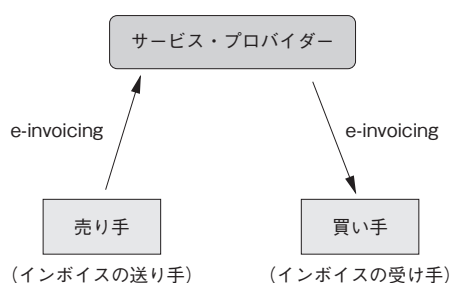 サービス・プロバイダー
e-invoicing
e-invoicing
売り手
買い手
(インボイスの送り手)
(インボイスの受け手)